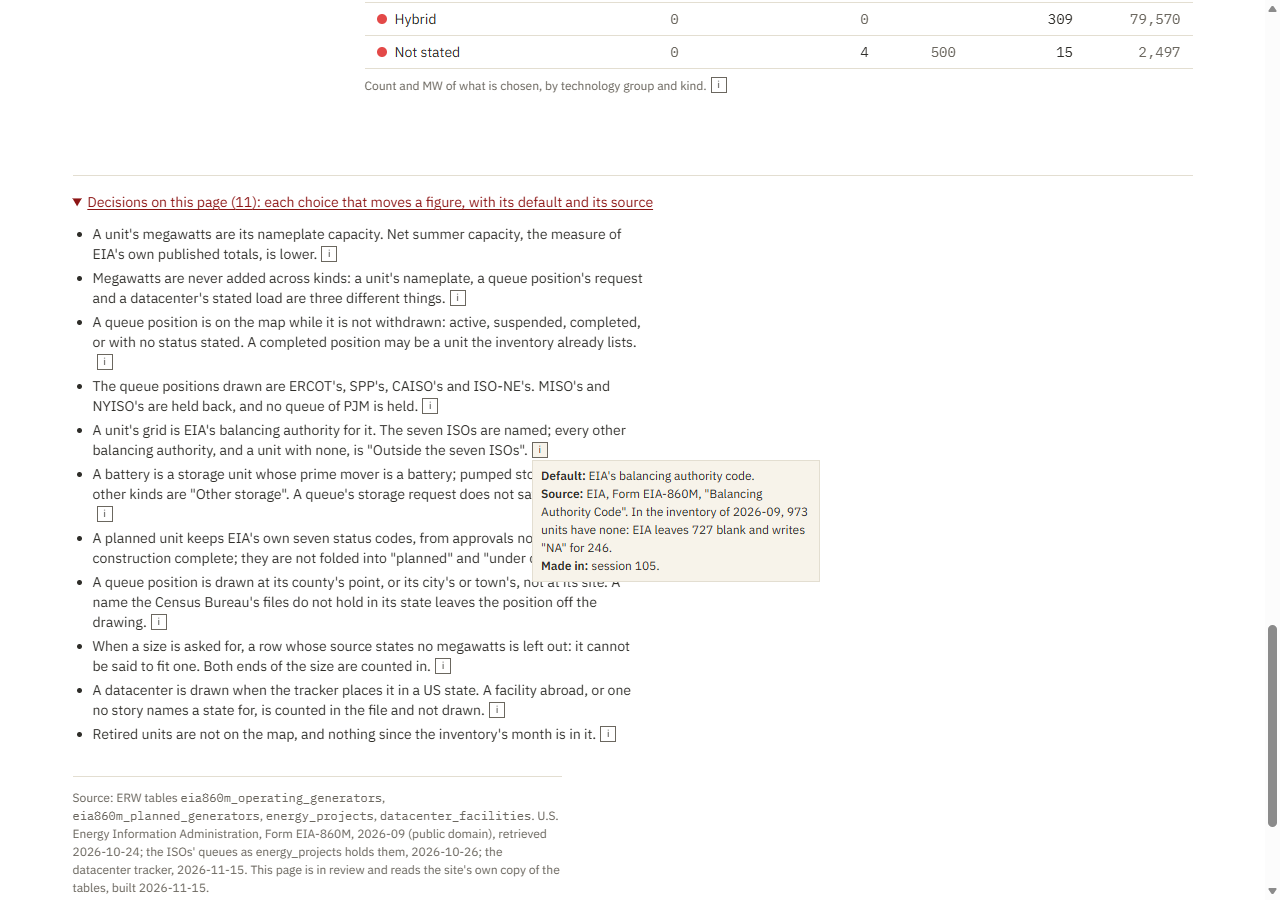 Hybrid 0 0 309 79,570
Not stated 0 4 500 15 2,497
Count and MW of what is chosen, by technology group and kind. i
▼ Decisions on this page (11): each choice that moves a figure, with its default and its source
• A unit's megawatts are its nameplate capacity. Net summer capacity, the measure of
EIA's own published totals, is lower. i
• Megawatts are never added across kinds: a unit's nameplate, a queue position's request
and a datacenter's stated load are three different things. i
• A queue position is on the map while it is not withdrawn: active, suspended, completed,
or with no status stated. A completed position may be a unit the inventory already lists.
i
• The queue positions drawn are ERCOT's, SPP's, CAISO's and ISO-NE's. MISO's and
NYISO's are held back, and no queue of PJM is held. i
• A unit's grid is EIA's balancing authority for it. The seven ISOs are named; every other
balancing authority, and a unit with none, is "Outside the seven ISOs". i
Default: EIA's balancing authority code.
Source: EIA, Form EIA-860M, "Balancing
Authority Code". In the inventory of 2026-09, 973
units have none: EIA leaves 727 blank and writes
"NA" for 246.
Made in: session 105.
• A battery is a storage unit whose prime mover is a battery; pumped
other kinds are "Other storage". A queue's storage request does not
i
• A planned unit keeps EIA's own seven status codes, from approvals
construction complete; they are not folded into "planned" and "under
• A queue position is drawn at its county's point, or its city's or town's, not at its site. A
name the Census Bureau's files do not hold in its state leaves the position off the
drawing. i
• When a size is asked for, a row whose source states no megawatts is left out: it cannot
be said to fit one. Both ends of the size are counted in. i
• A datacenter is drawn when the tracker places it in a US state. A facility abroad, or one
no story names a state for, is counted in the file and not drawn. i
• Retired units are not on the map, and nothing since the inventory's month is in it. i
Source: ERW tables eia860m_operating_generators,
eia860m_planned_generators, energy_projects, datacenter_facilities. U.S.
Energy Information Administration, Form EIA-860M, 2026-09 (public domain), retrieved
2026-10-24; the ISOs' queues as energy_projects holds them, 2026-10-26; the
datacenter tracker, 2026-11-15. This page is in review and reads the site's own copy of the
tables, built 2026-11-15.